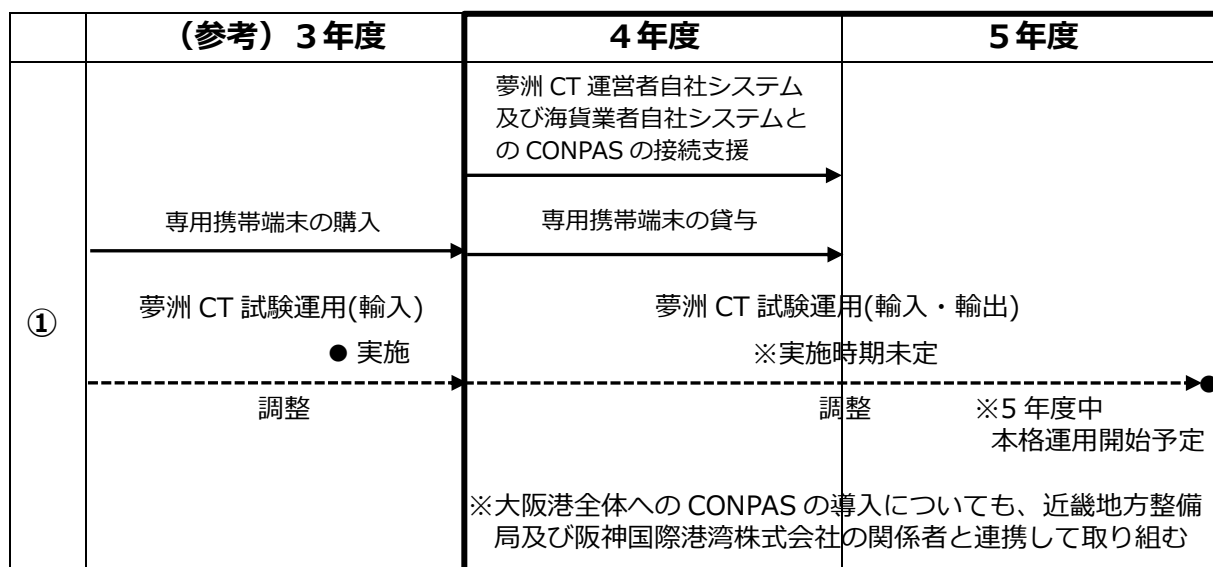 （参考）３年度
４年度
５年度
①
夢洲 CT 運営者自社システム
及び海貨業者自社システムと
の CONPAS の接続支援
専用携帯端末の購入
専用携帯端末の貸与
夢洲 CT 試験運用(輸入)
夢洲 CT 試験運用(輸入・輸出)
● 実施
※実施時期未定
調整
調整
※5 年度中
本格運用開始予定
※大阪港全体への CONPAS の導入についても、近畿地方整備
局及び阪神国際港湾株式会社の関係者と連携して取り組む